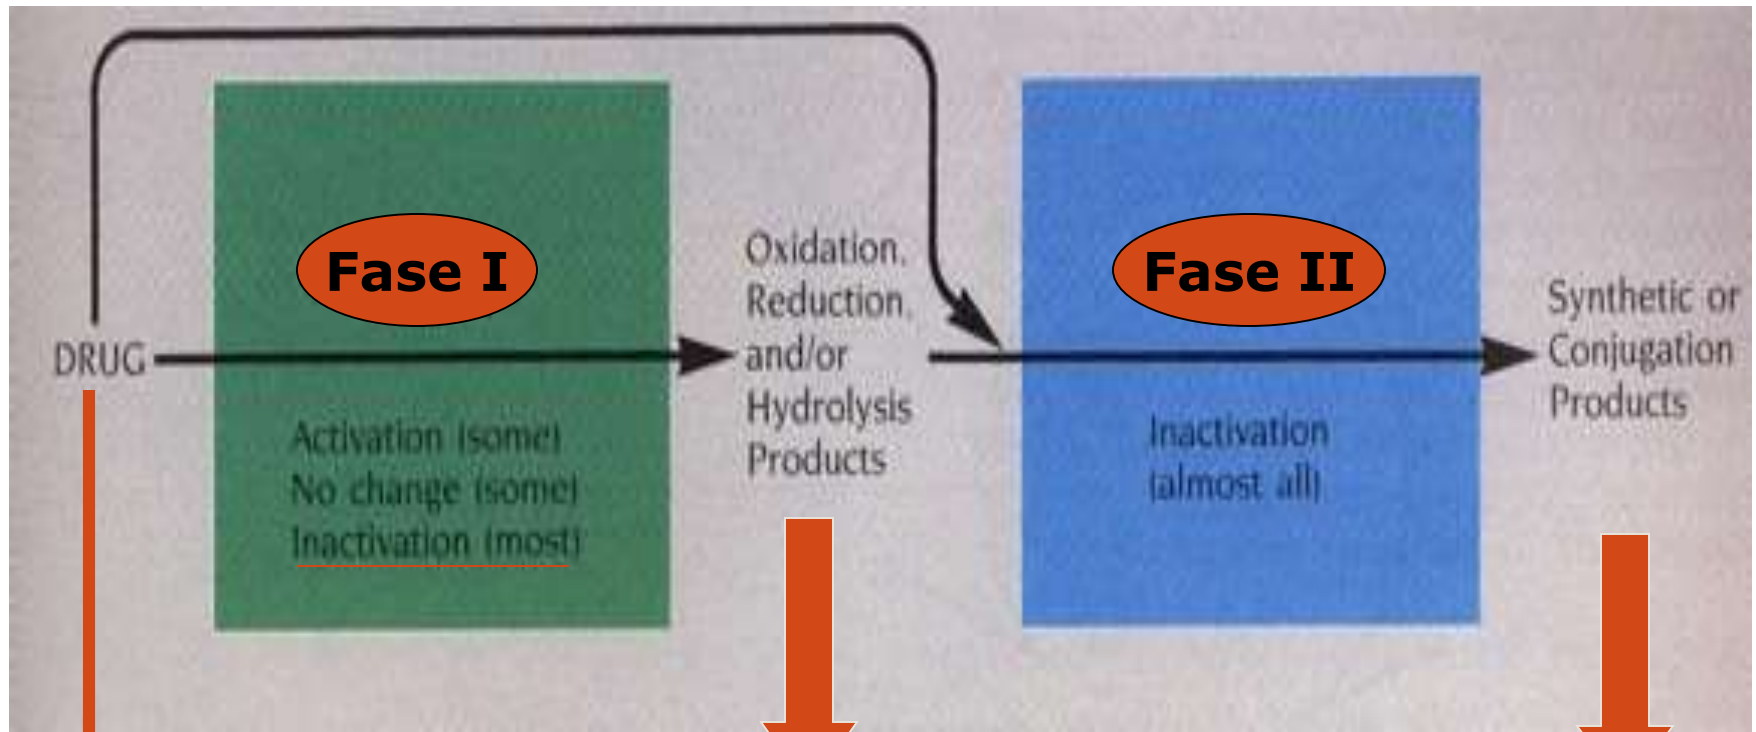 DRUG
Fase I
Activation (some)
No change (some)
Inactivation (most)
Oxidation,
Reduction,
and/or
Hydrolysis
Products
Fase II
Inactivation
(almost all)
Synthetic or
Conjugation
Products